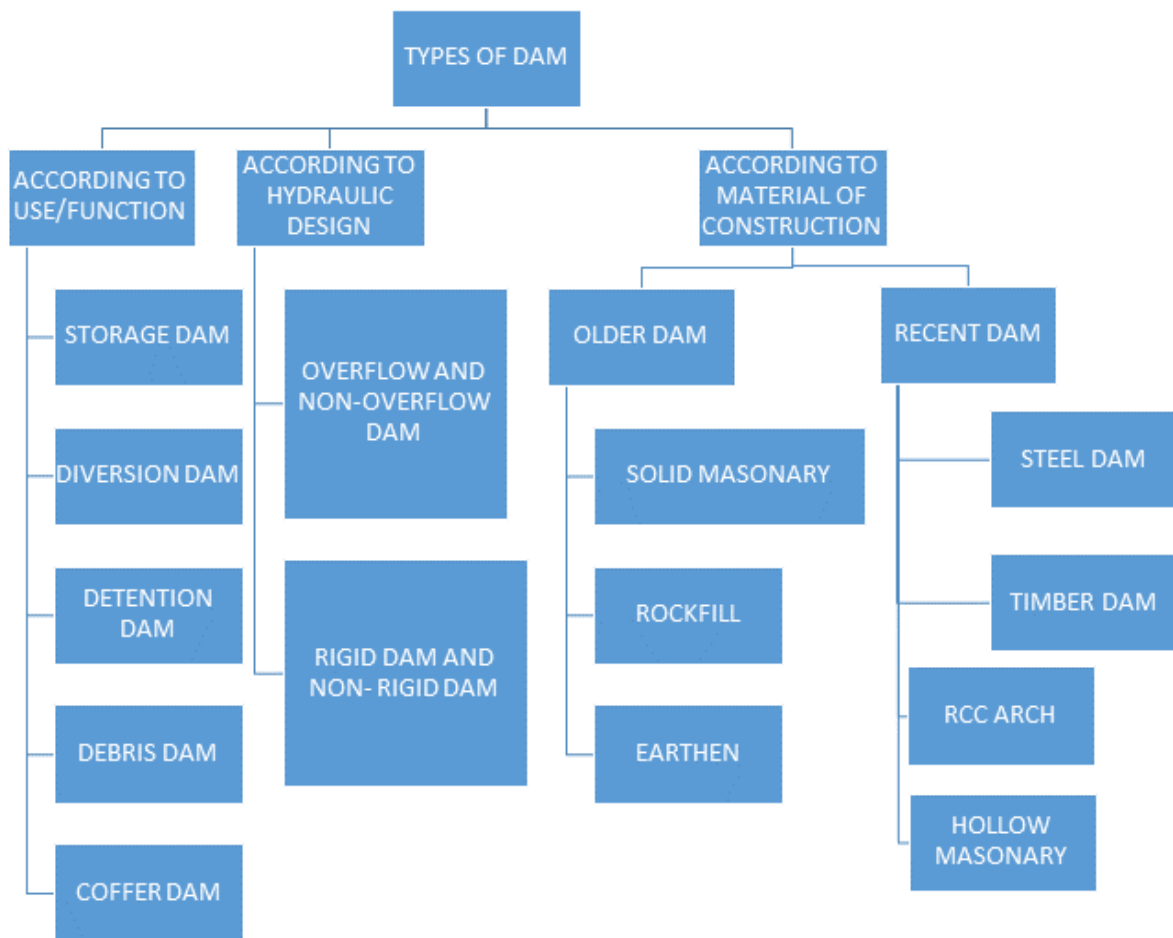 TYPES OF DAM
ACCORDING TO
USE/FUNCTION
STORAGE DAM
DIVERSION DAM
DETENTION
DAM
DEBRIS DAM
COFFER DAM
ACCORDING TO
HYDRAULIC
DESIGN
OVERFLOW AND
NON-OVERFLOW
DAM
RIGID DAM AND
NON- RIGID DAM
ACCORDING TO
MATERIAL OF
CONSTRUCTION
OLDER DAM
SOLID MASONARY
ROCKFILL
EARTHEN
RECENT DAM
STEEL DAM
TIMBER DAM
RCC ARCH
HOLLOW
MASONARY